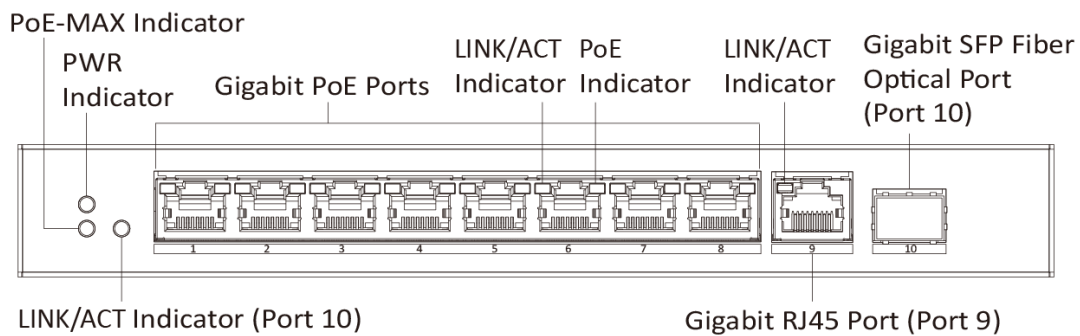 PoE-MAX Indicator
PWR
Indicator
Gigabit PoE Ports
LINK/ACT
Indicator
PoE
Indicator
LINK/ACT
Indicator
Gigabit SFP Fiber
Optical Port
(Port 10)
1 2 3 4 5 6 7 8 9 10
LINK/ACT Indicator (Port 10)
Gigabit RJ45 Port (Port 9)